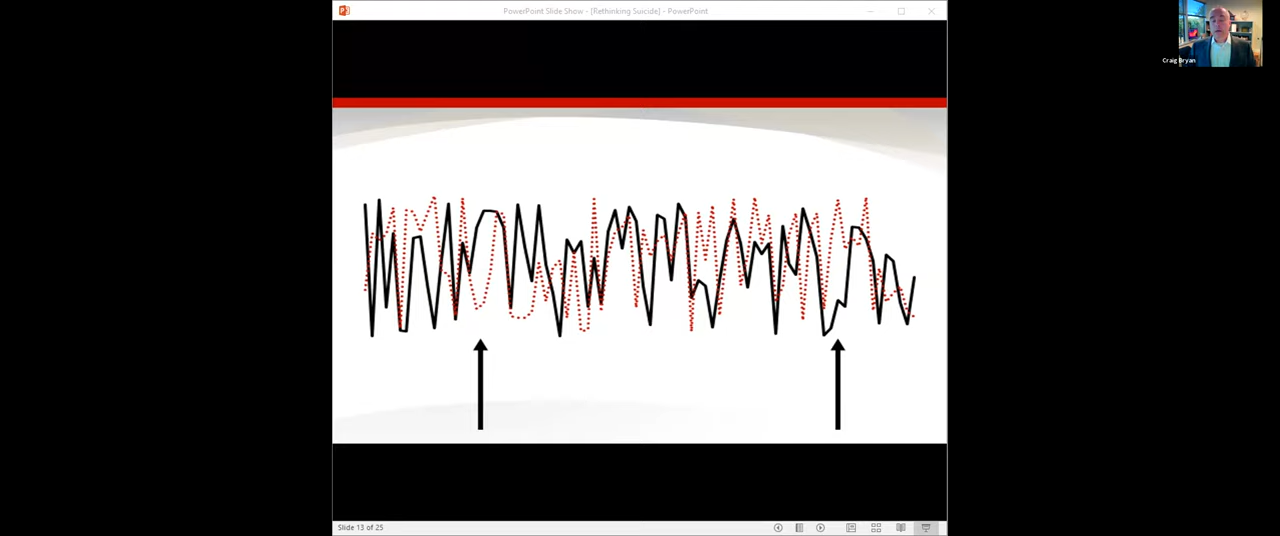 PowerPoint Slide Show - [Rethinking Suicide] - PowerPoint
Craig Bryan
Slide 13 of 25